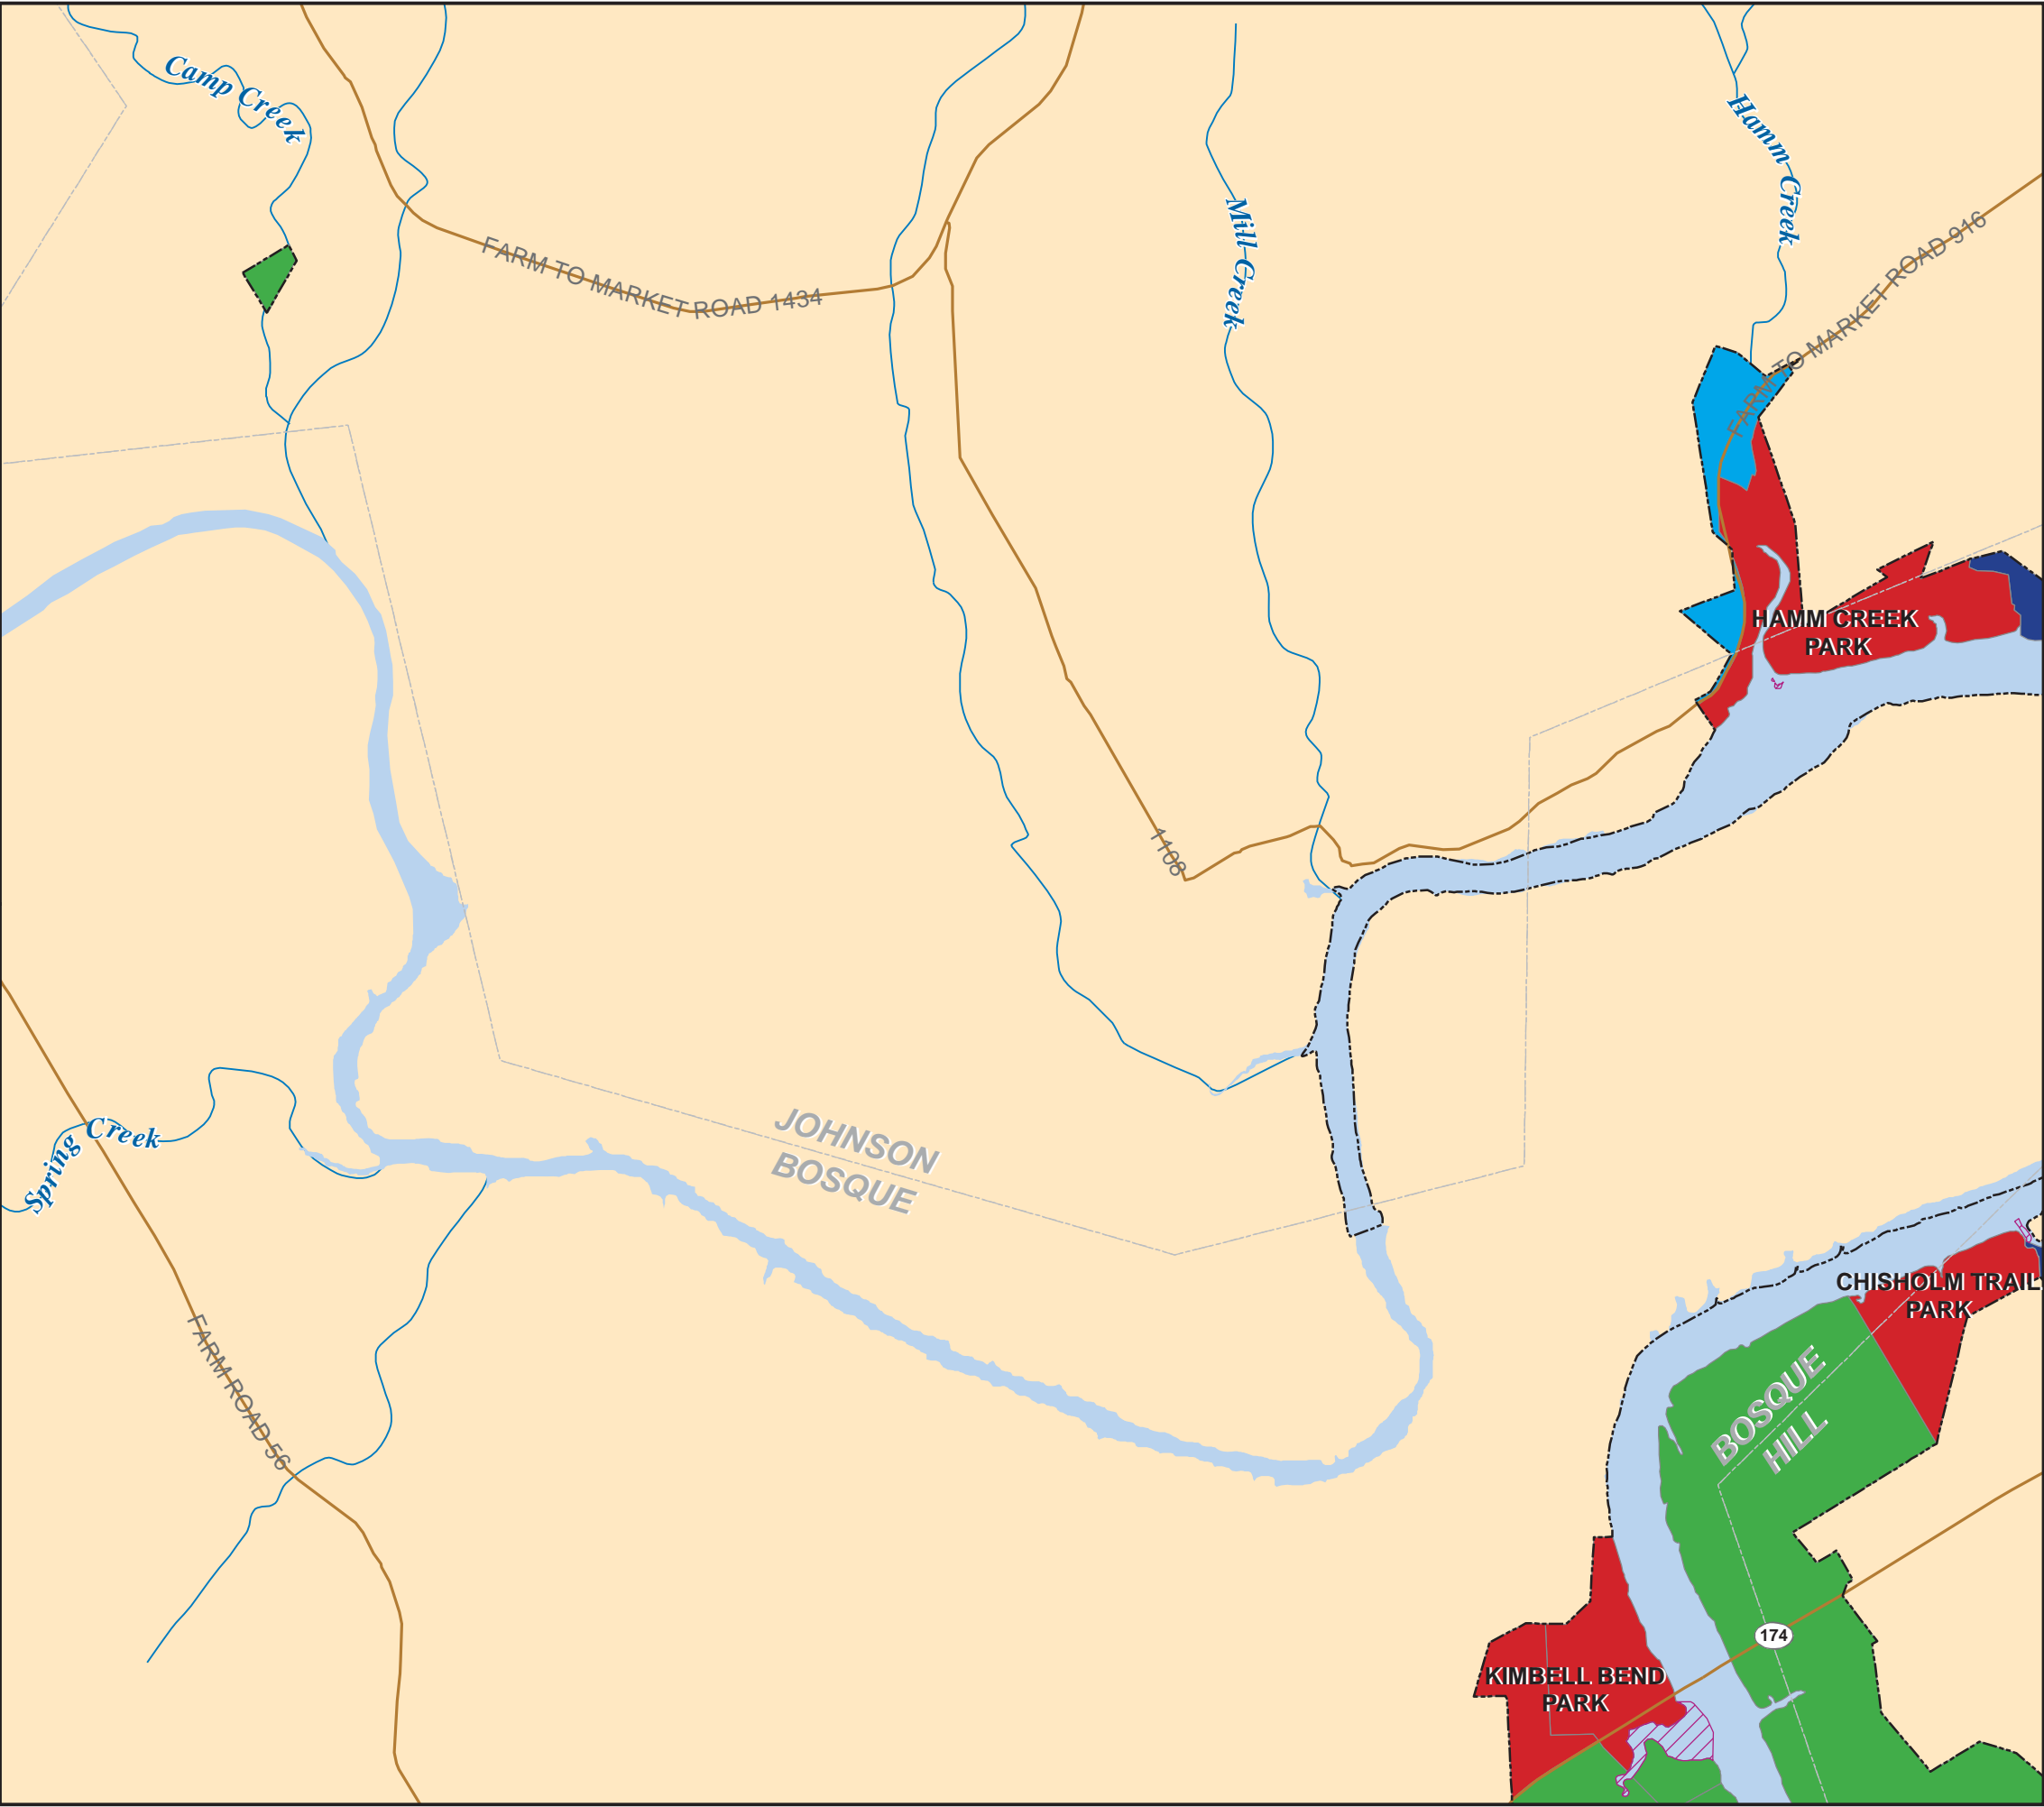 Camp Creek
Hamm Creek
Mill Creek
FARM TO MARKET ROAD 916
FARM TO MARKET ROAD 1434
HAMM CREEK
PARK
1108
JOHNSON
BOSQUE
Spring Creek
CHISHOLM TRAIL
PARK
FARM ROAD 56
BOSQUE
HILL
174
KIMBELL BEND
PARK